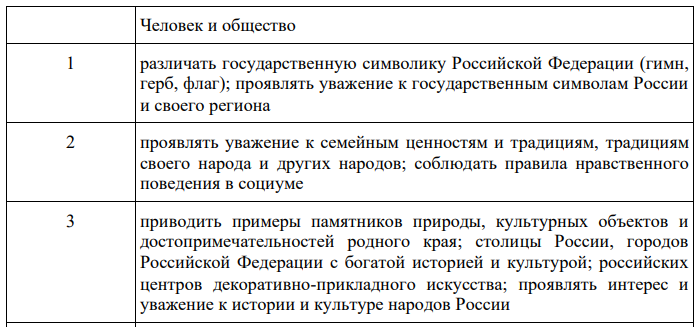 Человек и общество
1
различать государственную символику Российской Федерации (гимн,
герб, флаг); проявлять уважение к государственным символам России
и своего региона
2
проявлять уважение к семейным ценностям и традициям, традициям
своего народа и других народов; соблюдать правила нравственного
поведения в социуме
3
приводить примеры памятников природы, культурных объектов и
достопримечательностей родного края; столицы России, городов
Российской Федерации с богатой историей и культурой; российских
центров декоративно-прикладного искусства; проявлять интерес и
уважение к истории и культуре народов России